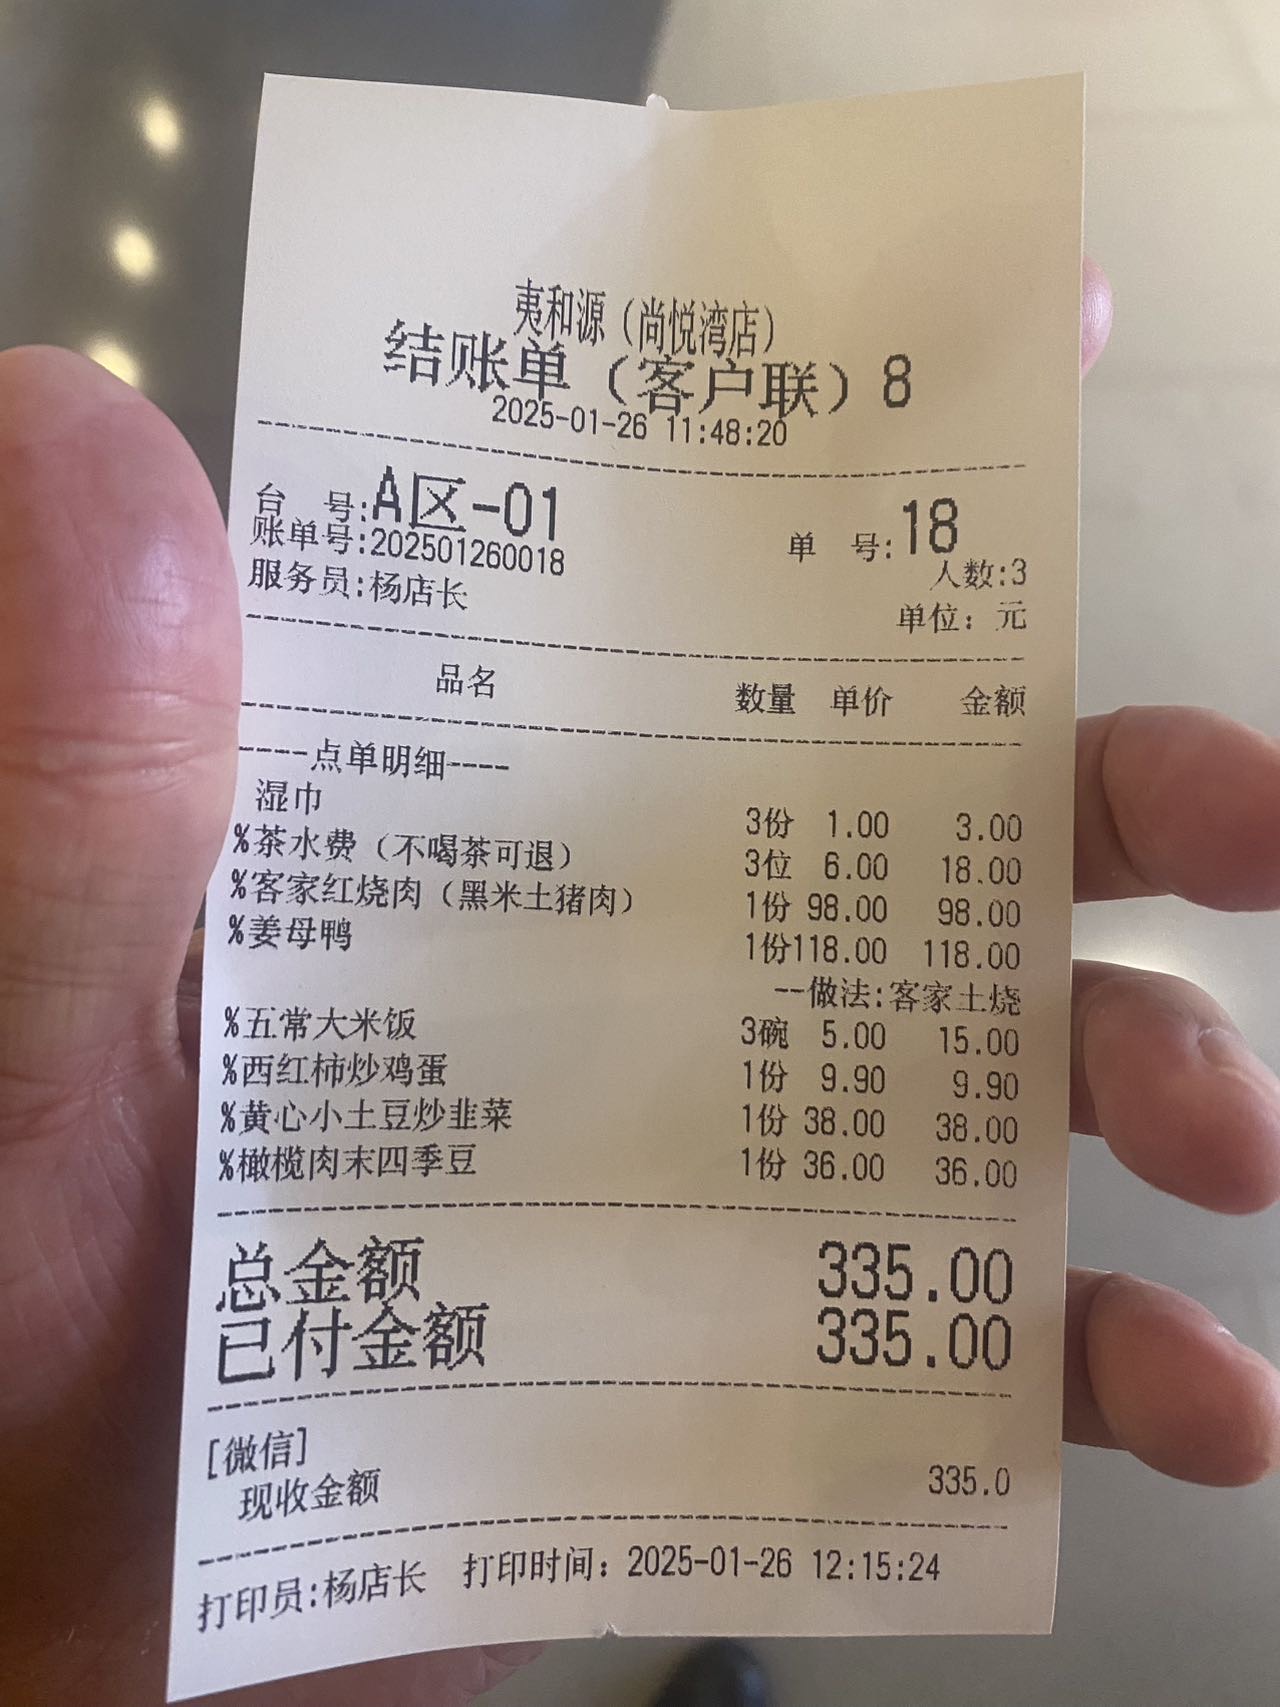 夷和源（尚悦湾店）
结账单（客户联）8
2025-01-26 11:48:20
台 号:A区-01 单 号:18
账单号:202501260018 人数:3
服务员:杨店长 单位：元
品名 数量 单价 金额
-----点单明细----
湿巾 3份 1.00 3.00
%茶水费（不喝茶可退） 3位 6.00 18.00
%客家红烧肉（黑米土猪肉） 1份 98.00 98.00
%姜母鸭 1份118.00 118.00
--做法:客家土烧
%五常大米饭 3碗 5.00 15.00
%西红柿炒鸡蛋 1份 9.90 9.90
%黄心小土豆炒韭菜 1份 38.00 38.00
%橄榄肉末四季豆 1份 36.00 36.00
总金额 335.00
已付金额 335.00
[微信]
现收金额 335.0
打印员:杨店长 打印时间：2025-01-26 12:15:24